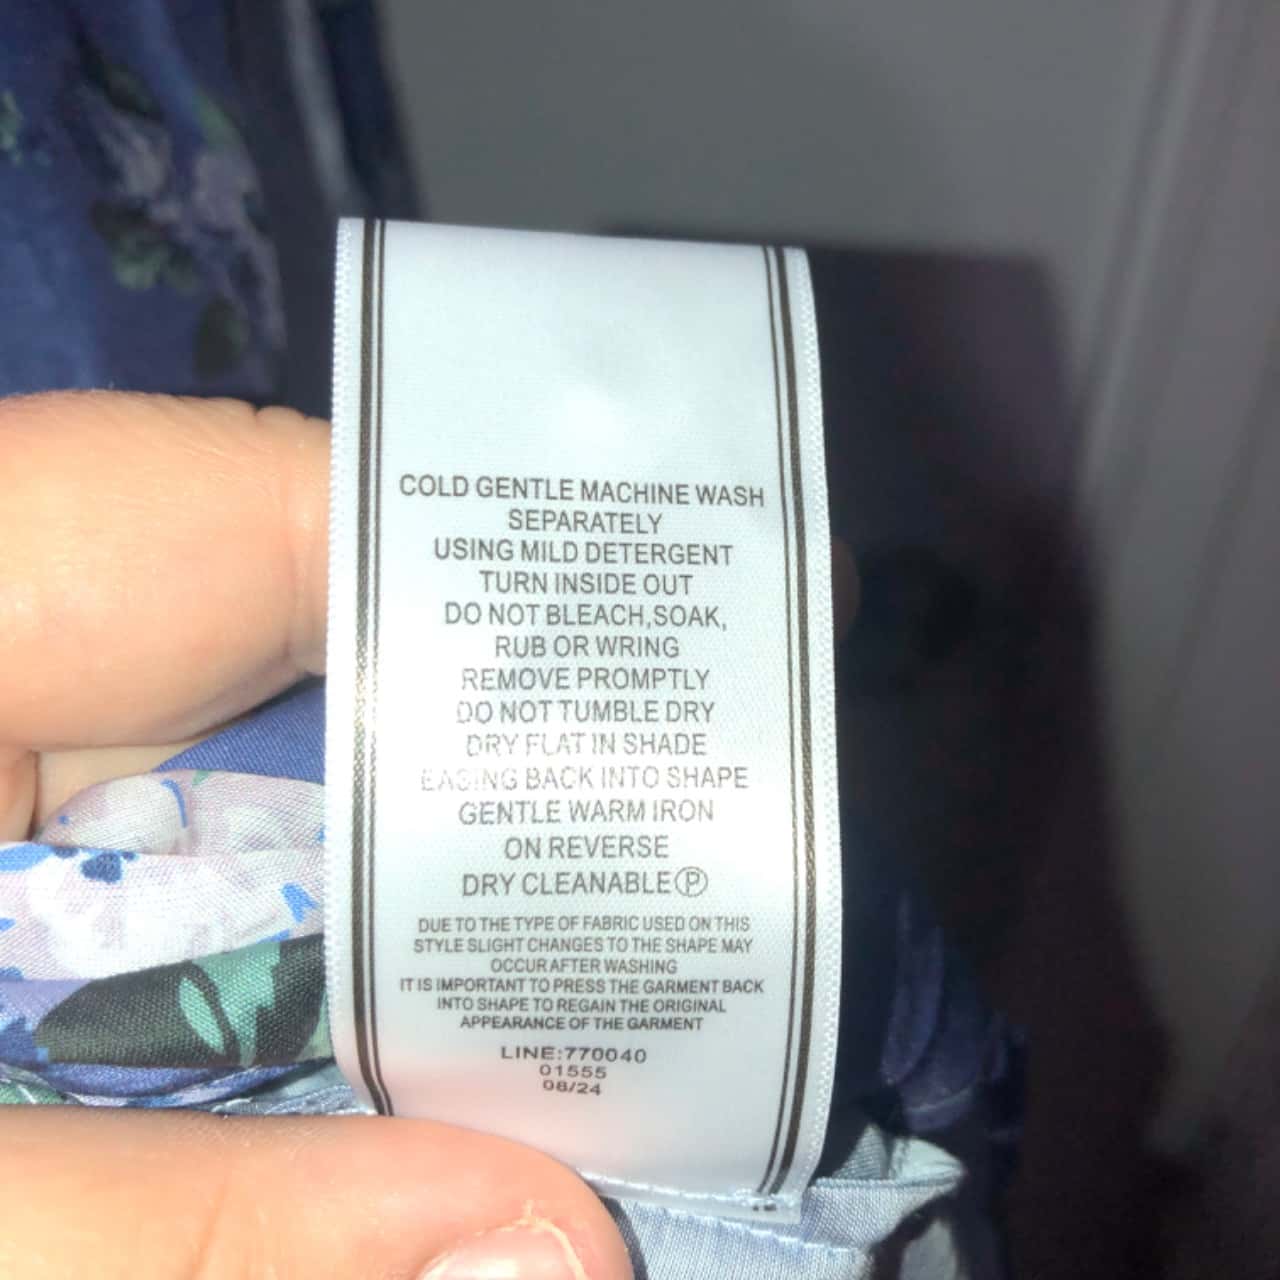 COLD GENTLE MACHINE WASH
SEPARATELY
USING MILD DETERGENT
TURN INSIDE OUT
DO NOT BLEACH,SOAK,
RUB OR WRING
REMOVE PROMPTLY
DO NOT TUMBLE DRY
DRY FLAT IN SHADE
EASING BACK INTO SHAPE
GENTLE WARM IRON
ON REVERSE
DRY CLEANABLE Ⓟ
DUE TO THE TYPE OF FABRIC USED ON THIS
STYLE SLIGHT CHANGES TO THE SHAPE MAY
OCCUR AFTER WASHING
IT IS IMPORTANT TO PRESS THE GARMENT BACK
INTO SHAPE TO REGAIN THE ORIGINAL
APPEARANCE OF THE GARMENT
LINE:770040
01555
08/24